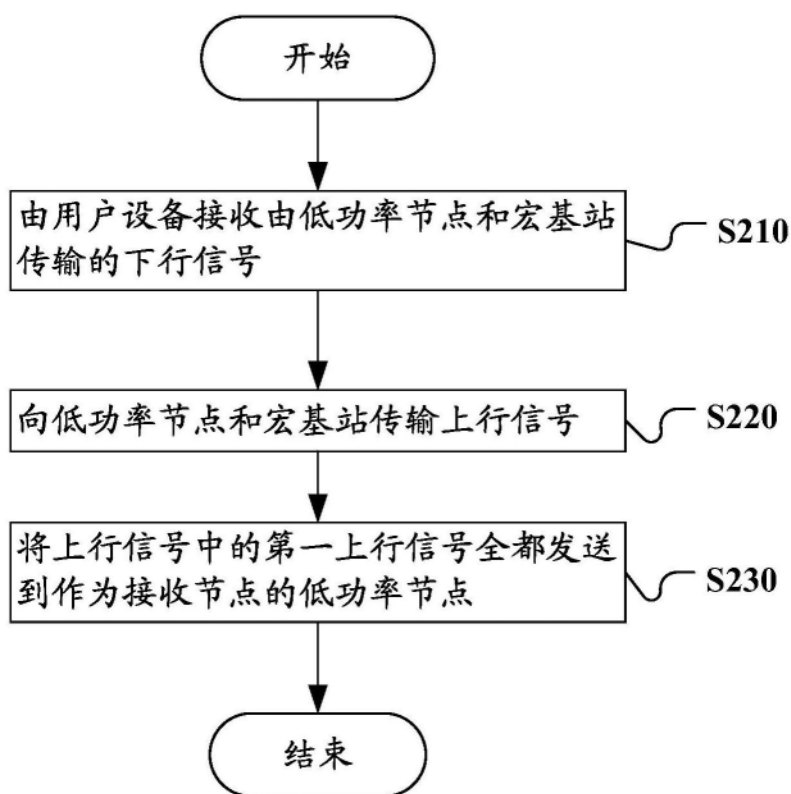 开始
由用户设备接收由低功率节点和宏基站
传输的下行信号
S210
向低功率节点和宏基站传输上行信号
S220
将上行信号中的第一上行信号全都发送
到作为接收节点的低功率节点
S230
结束